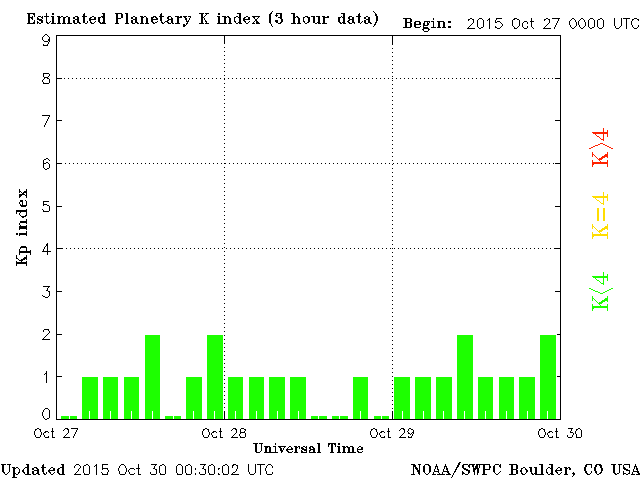 Estimated Planetary K index (3 hour data) Begin: 2015 Oct 27 0000 UTC
9
8
7
6
5
4
3
2
1
0
Kp index
K>4
K=4
K<4
Oct 27 Oct 28 Oct 29 Oct 30
Universal Time
Updated 2015 Oct 30 00:30:02 UTC NOAA/SWPC Boulder, CO USA